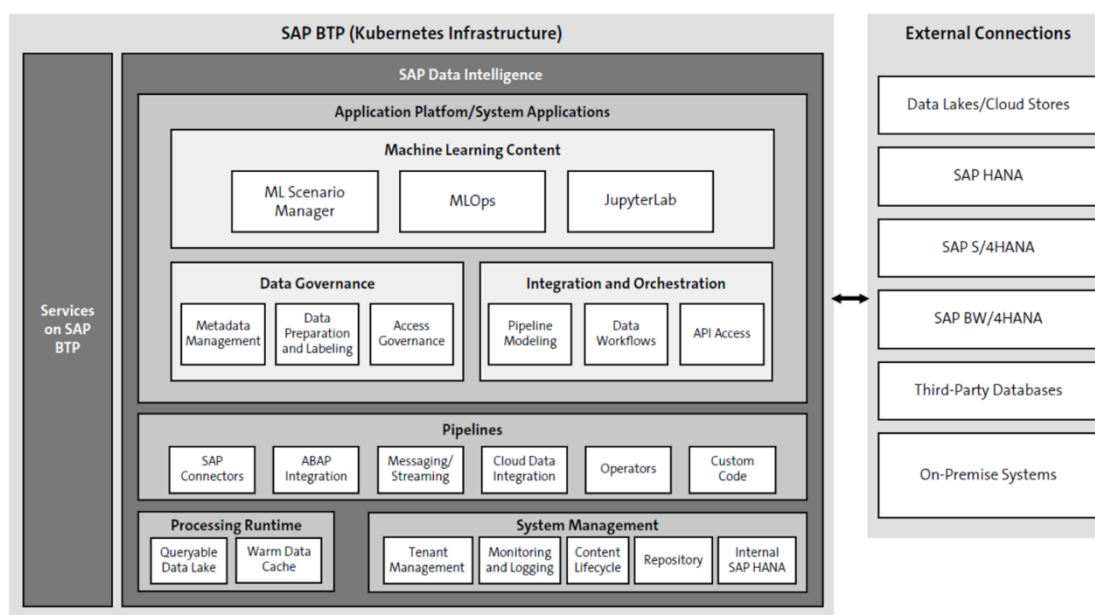 SAP BTP (Kubernetes Infrastructure)
External Connections
SAP Data Intelligence
Application Platfom/System Applications
Machine Learning Content
ML Scenario
Manager
MLOps
JupyterLab
Data Governance
Metadata
Management
Data
Preparation
and Labeling
Access
Governance
Integration and Orchestration
Pipeline
Modeling
Data
Workflows
API Access
Services
on SAP
BTP
Pipelines
SAP
Connectors
ABAP
Integration
Messaging/
Streaming
Cloud Data
Integration
Operators
Custom
Code
Processing Runtime
Queryable
Data Lake
Warm Data
Cache
System Management
Tenant
Management
Monitoring
and Logging
Content
Lifecycle
Repository
Internal
SAP HANA
Data Lakes/Cloud Stores
SAP HANA
SAP S/4HANA
SAP BW/4HANA
Third-Party Databases
On-Premise Systems